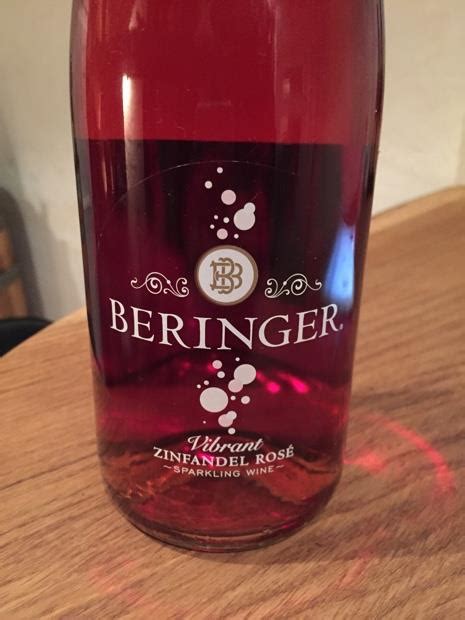 BB
BERINGER.
Vibrant
ZINFANDEL ROSÉ
~SPARKLING WINE~